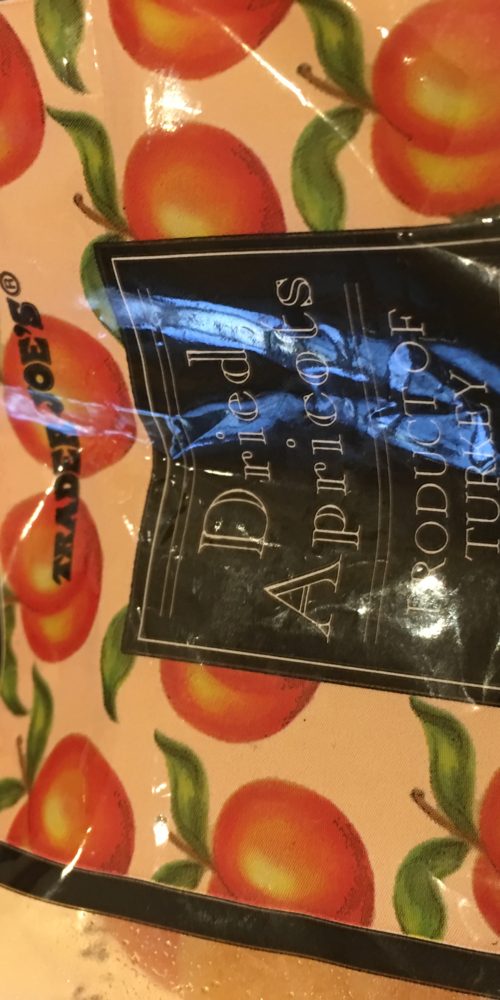 TRADER JOE'S®
Dried
Apricots
PRODUCT OF
TURKEY